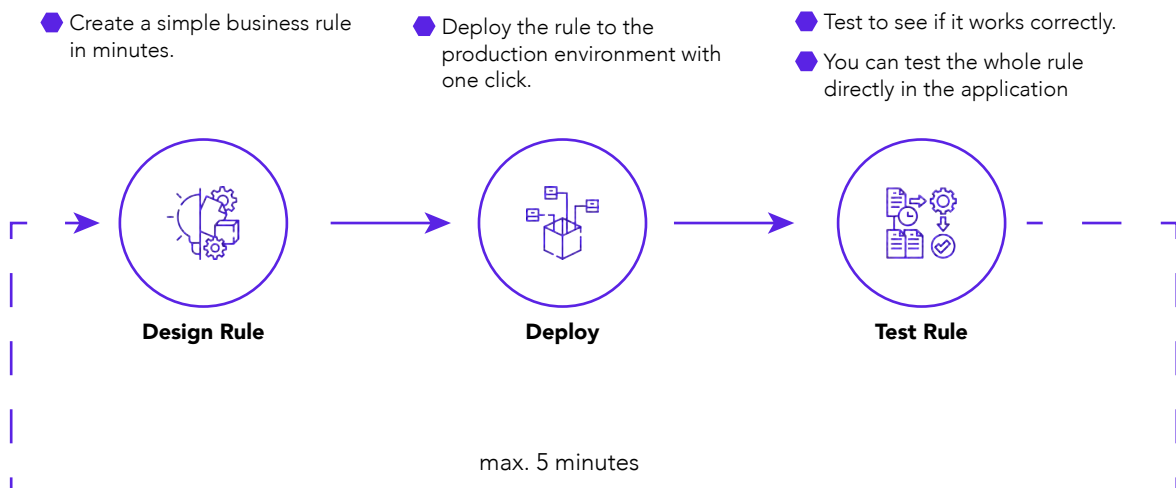 Create a simple business rule
in minutes.
Deploy the rule to the
production environment with
one click.
Test to see if it works correctly.
You can test the whole rule
directly in the application
Design Rule
Deploy
Test Rule
max. 5 minutes